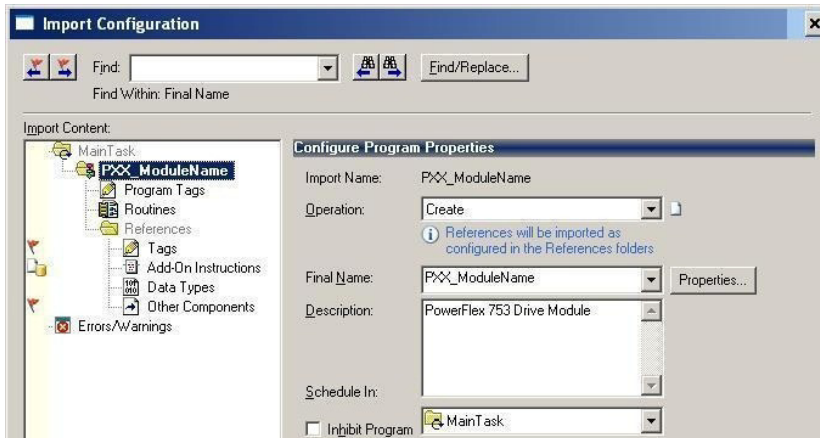 Import Configuration
Find:
Find/Replace...
Find Within: Final Name
Import Content:
MainTask
PXX_ModuleName
Program Tags
Routines
References
Tags
Add-On Instructions
Data Types
Other Components
Errors/Warnings
Configure Program Properties
Import Name: PXX_ModuleName
Operation: Create
References will be imported as
configured in the References folders
Final Name: PXX_ModuleName Properties...
Description: PowerFlex 753 Drive Module
Schedule In:
MainTask
Inhibit Program